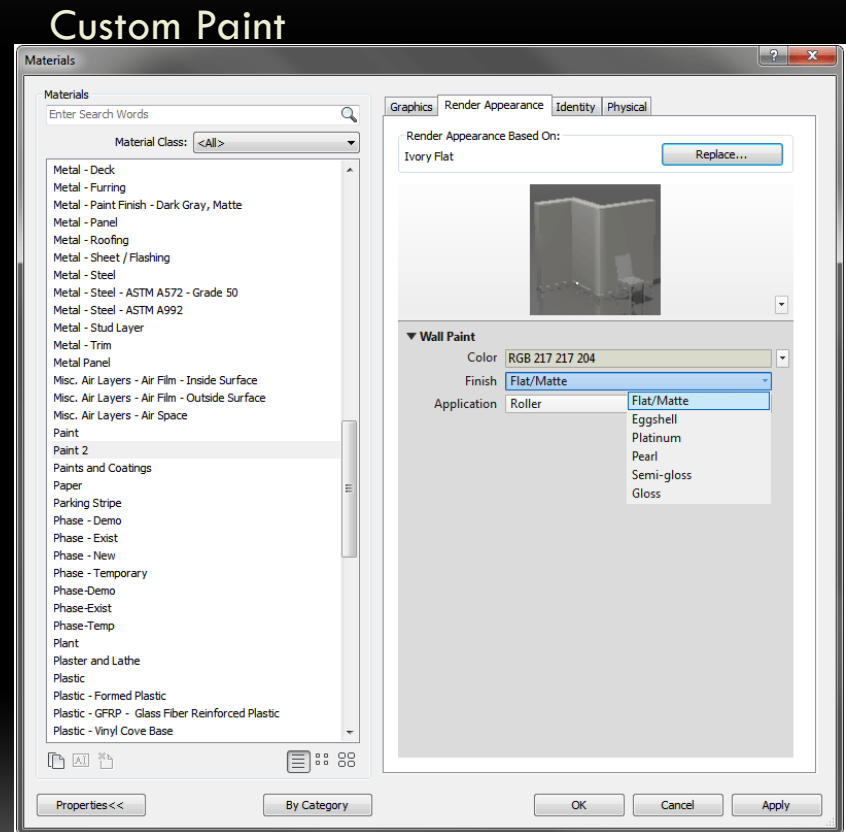 Custom Paint
Materials
Materials
Enter Search Words
Material Class: <All>
Metal - Deck
Metal - Furring
Metal - Paint Finish - Dark Gray, Matte
Metal - Panel
Metal - Roofing
Metal - Sheet / Flashing
Metal - Steel
Metal - Steel - ASTM A572 - Grade 50
Metal - Steel - ASTM A992
Metal - Stud Layer
Metal - Trim
Metal Panel
Misc. Air Layers - Air Film - Inside Surface
Misc. Air Layers - Air Film - Outside Surface
Misc. Air Layers - Air Space
Paint
Paint 2
Paints and Coatings
Paper
Parking Stripe
Phase - Demo
Phase - Exist
Phase - New
Phase - Temporary
Phase-Demo
Phase-Exist
Phase-Temp
Plant
Plaster and Lathe
Plastic
Plastic - Formed Plastic
Plastic - GFRP - Glass Fiber Reinforced Plastic
Plastic - Vinyl Cove Base
AI
Properties<<
By Category
Graphics Render Appearance Identity Physical
Render Appearance Based On:
Ivory Flat
Replace...
Wall Paint
Color RGB 217 217 204
Finish Flat/Matte
Application Roller
Flat/Matte
Eggshell
Platinum
Pearl
Semi-gloss
Gloss
OK
Cancel
Apply